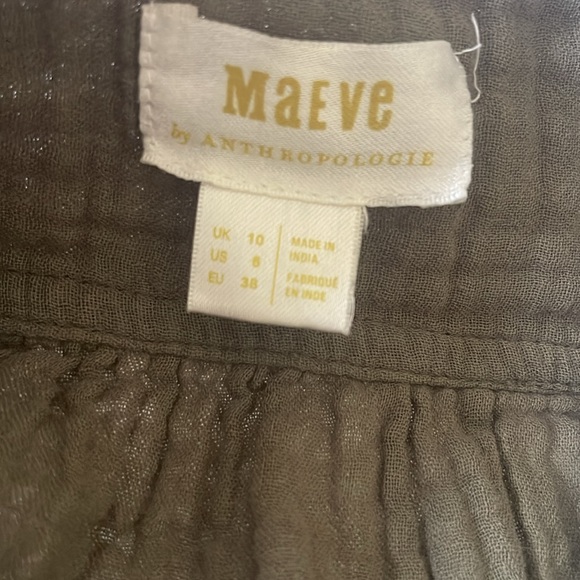 MaEve
by ANTHROPOLOGIE
UK 10
US 6
EU 38
MADE IN
INDIA
FABRIQUÉ
EN INDE